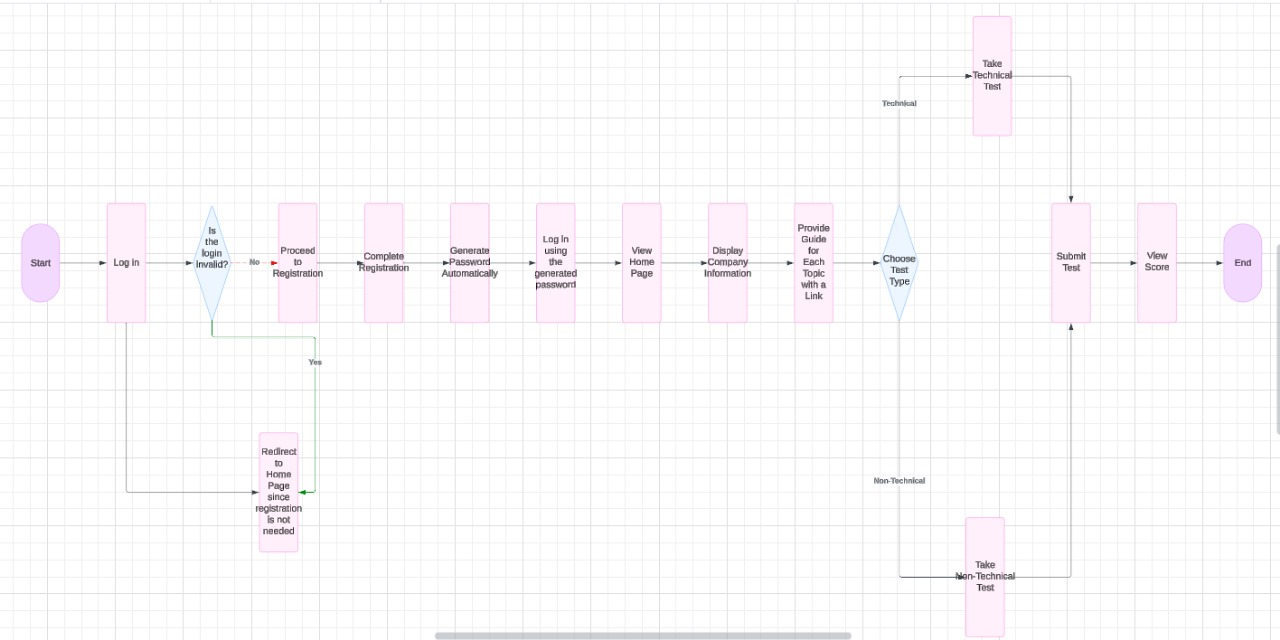 Start
Log In
Is
the
login
invalid?
No
Proceed
to
Registration
Complete
Registration
Generate
Password
Automatically
Log In
using
the
generated
password
View
Home
Page
Display
Company
Information
Provide
Guide
for
Each
Topic
with a
Link
Choose
Test
Type
Technical
Take
Technical
Test
Submit
Test
View
Score
End
Yes
Redirect
to
Home
Page
since
registration
is not
needed
Non-Technical
Take
Non-Technical
Test